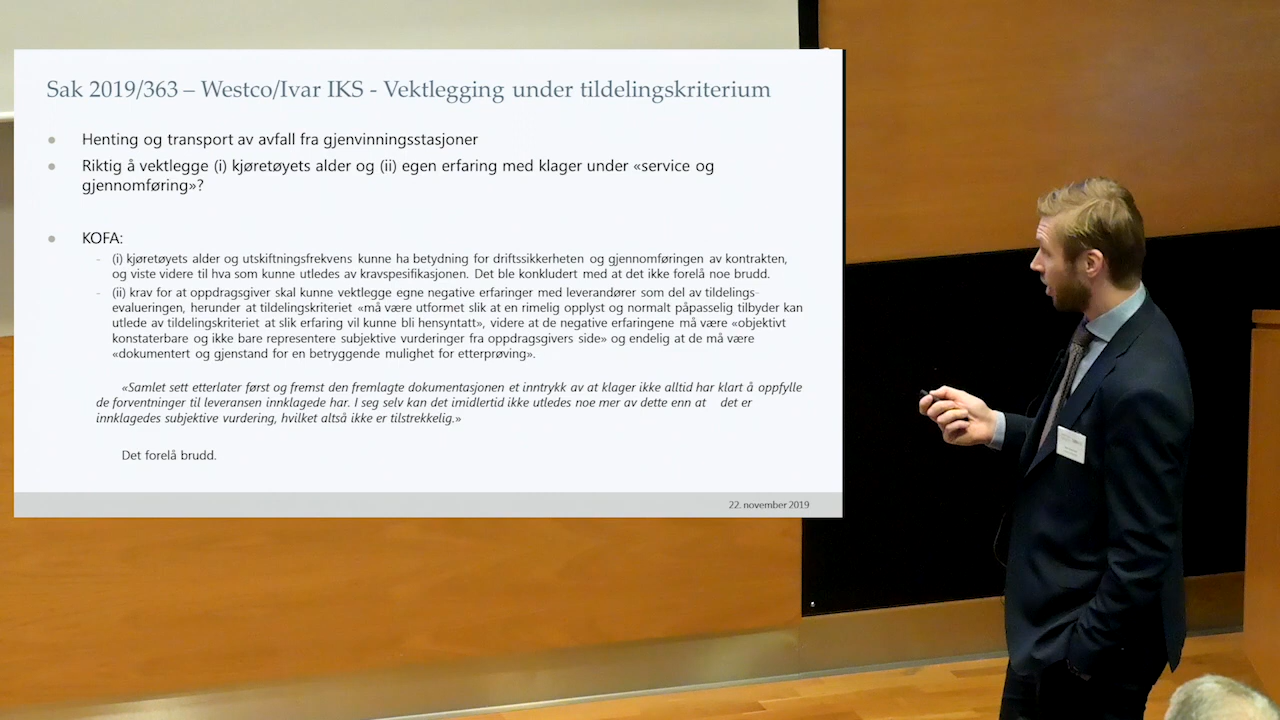 Sak 2019/363 – Westco/Ivar IKS - Vektlegging under tildelingskriterium
● Henting og transport av avfall fra gjenvinningsstasjoner
● Riktig å vektlegge (i) kjøretøyets alder og (ii) egen erfaring med klager under «service og
gjennomføring»?
● KOFA:
- (i) kjøretøyets alder og utskiftningsfrekvens kunne ha betydning for driftssikkerheten og gjennomføringen av kontrakten,
og viste videre til hva som kunne utledes av kravspesifikasjonen. Det ble konkludert med at det ikke forelå noe brudd.
- (ii) krav for at oppdragsgiver skal kunne vektlegge egne negative erfaringer med leverandører som del av tildelings-
evalueringen, herunder at tildelingskriteriet «må være utformet slik at en rimelig opplyst og normalt påpasselig tilbyder kan
utlede av tildelingskriteriet at slik erfaring vil kunne bli hensyntatt», videre at de negative erfaringene må være «objektivt
konstaterbare og ikke bare representere subjektive vurderinger fra oppdragsgivers side» og endelig at de må være
«dokumentert og gjenstand for en betryggende mulighet for etterprøving».
«Samlet sett etterlater først og fremst den fremlagte dokumentasjonen et inntrykk av at klager ikke alltid har klart å oppfylle
de forventninger til leveransen innklagede har. I seg selv kan det imidlertid ikke utledes noe mer av dette enn at det er
innklagedes subjektive vurdering, hvilket altså ikke er tilstrekkelig.»
Det forelå brudd.
22. november 2019